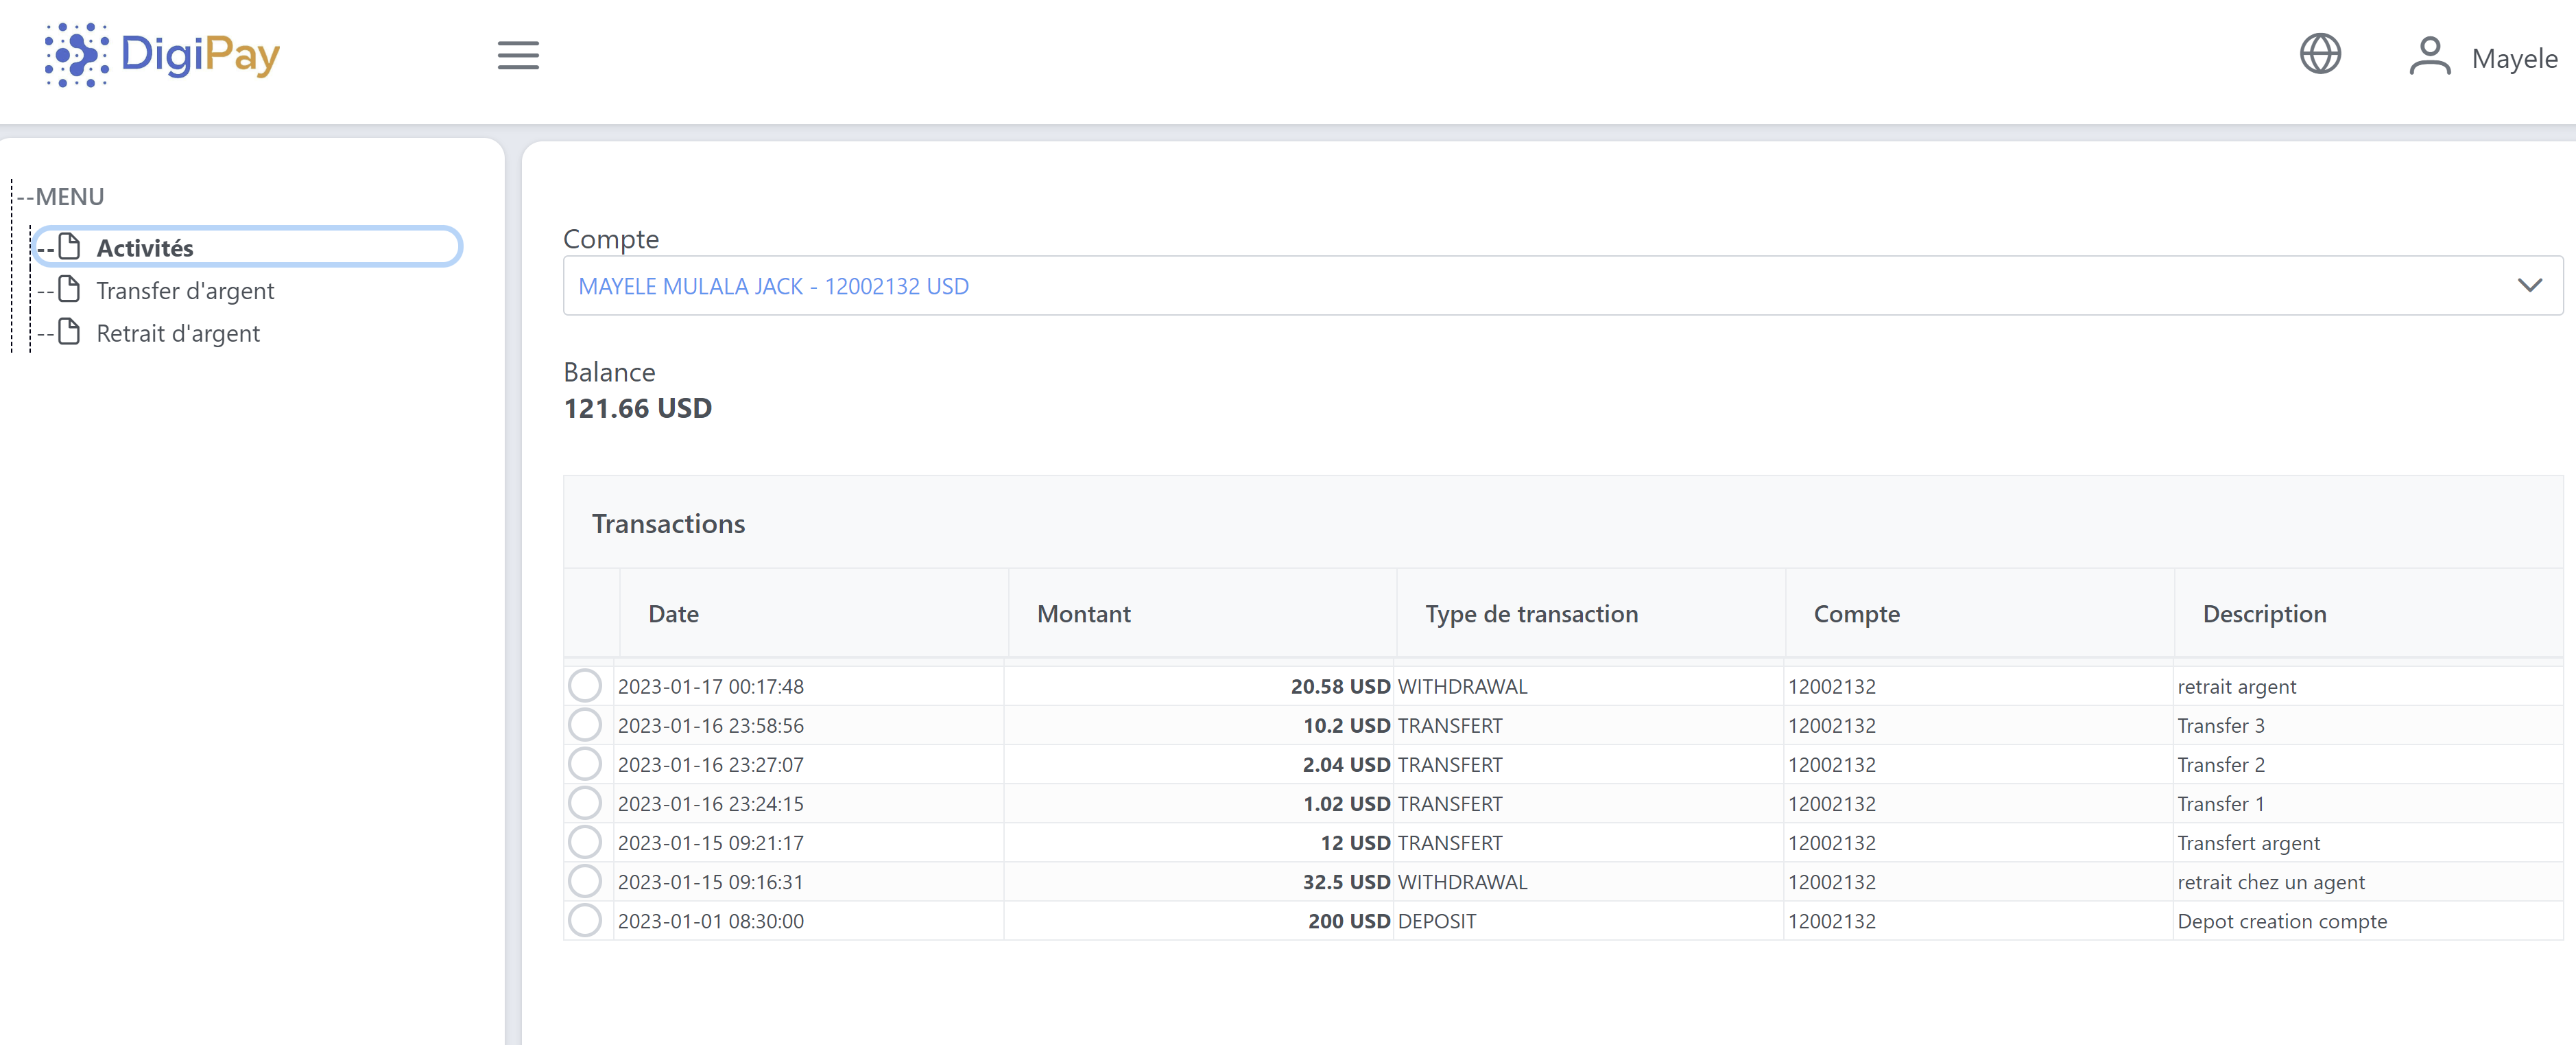 DigiPay
Mayele
--MENU
--Activités
--Transfer d'argent
--Retrait d'argent
Compte
MAYELE MULALA JACK - 12002132 USD
Balance
121.66 USD
Transactions
Date Montant Type de transaction Compte Description
2023-01-17 00:17:48 20.58 USD WITHDRAWAL 12002132 retrait argent
2023-01-16 23:58:56 10.2 USD TRANSFERT 12002132 Transfer 3
2023-01-16 23:27:07 2.04 USD TRANSFERT 12002132 Transfer 2
2023-01-16 23:24:15 1.02 USD TRANSFERT 12002132 Transfer 1
2023-01-15 09:21:17 12 USD TRANSFERT 12002132 Transfert argent
2023-01-15 09:16:31 32.5 USD WITHDRAWAL 12002132 retrait chez un agent
2023-01-01 08:30:00 200 USD DEPOSIT 12002132 Depot creation compte